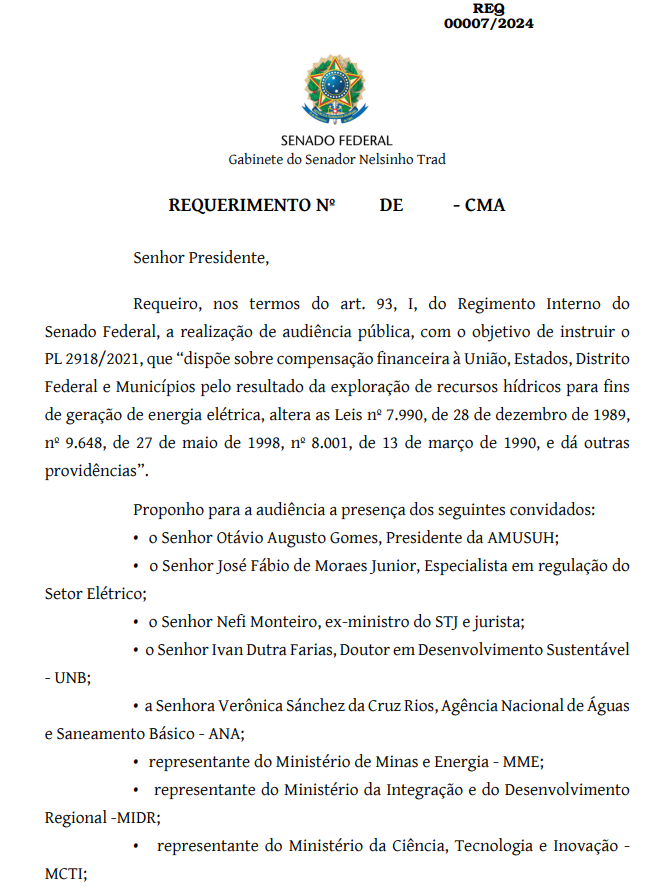 REQ
00007/2024
SENADO FEDERAL
Gabinete do Senador Nelsinho Trad
REQUERIMENTO Nº DE - CMA
Senhor Presidente,
Requeiro, nos termos do art. 93, I, do Regimento Interno do
Senado Federal, a realização de audiência pública, com o objetivo de instruir o
PL 2918/2021, que “dispõe sobre compensação financeira à União, Estados, Distrito
Federal e Municípios pelo resultado da exploração de recursos hídricos para fins
de geração de energia elétrica, altera as Leis nº 7.990, de 28 de dezembro de 1989,
nº 9.648, de 27 de maio de 1998, nº 8.001, de 13 de março de 1990, e dá outras
providências”.
Proponho para a audiência a presença dos seguintes convidados:
• o Senhor Otávio Augusto Gomes, Presidente da AMUSUH;
• o Senhor José Fábio de Moraes Junior, Especialista em regulação do
Setor Elétrico;
• o Senhor Nefi Monteiro, ex-ministro do STJ e jurista;
• o Senhor Ivan Dutra Farias, Doutor em Desenvolvimento Sustentável
- UNB;
• a Senhora Verônica Sánchez da Cruz Rios, Agência Nacional de Águas
e Saneamento Básico - ANA;
• representante do Ministério de Minas e Energia - MME;
• representante do Ministério da Integração e do Desenvolvimento
Regional -MIDR;
• representante do Ministério da Ciência, Tecnologia e Inovação -
MCTI;